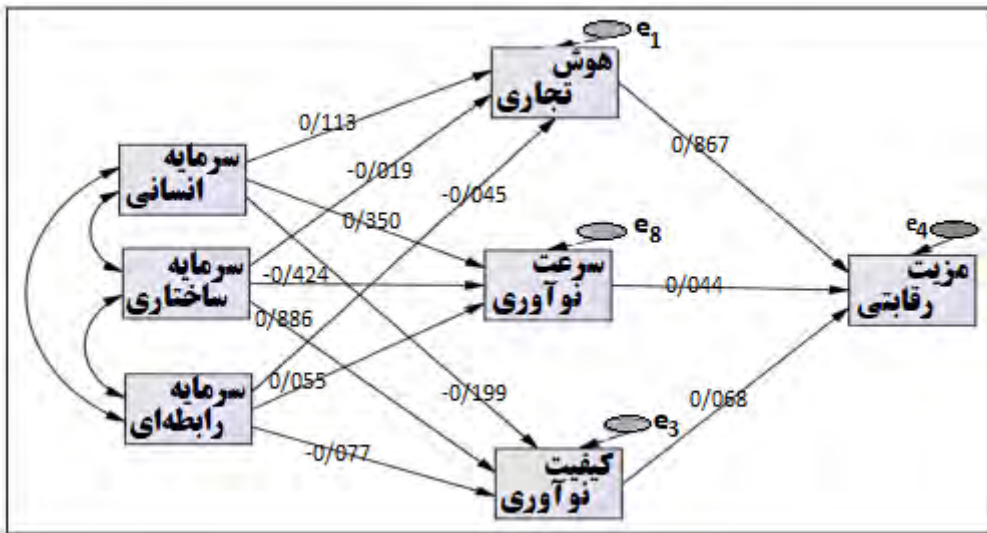 e1
هوش
تجاری
0/113
0/867
سرمایه
انسانی
-0/019
-0/045
0/350
e8
e4
سرعت
نوآوری
مزیت
رقابتی
سرمایه
ساختاری
-0/424
0/044
0/886
سرمایه
رابطه‌ای
0/055
-0/199
0/068
e3
-0/077
کیفیت
نوآوری